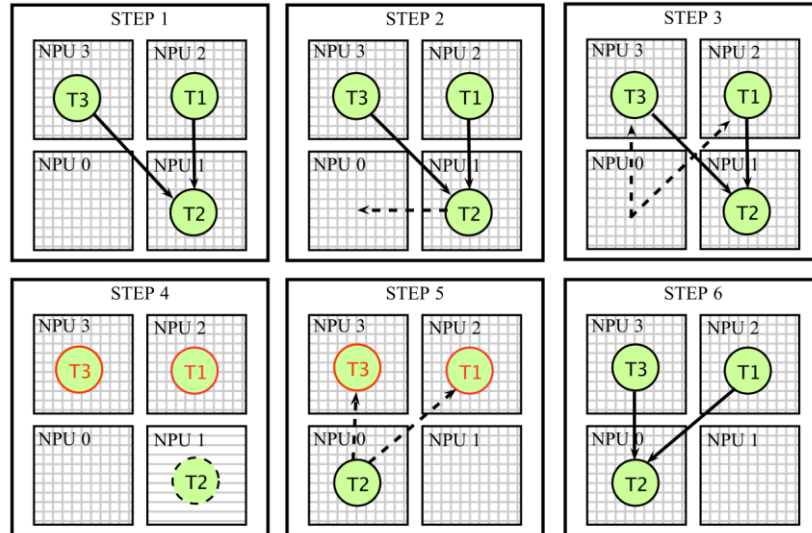 STEP 1
NPU 3
NPU 2
T3
T1
NPU 0
NPU 1
T2
STEP 2
NPU 3
NPU 2
T3
T1
NPU 0
NPU 1
T2
STEP 3
NPU 3
NPU 2
T3
T1
NPU 0
NPU 1
T2
STEP 4
NPU 3
NPU 2
T3
T1
NPU 0
NPU 1
T2
STEP 5
NPU 3
NPU 2
T3
T1
NPU 0
NPU 1
T2
STEP 6
NPU 3
NPU 2
T3
T1
NPU 0
NPU 1
T2